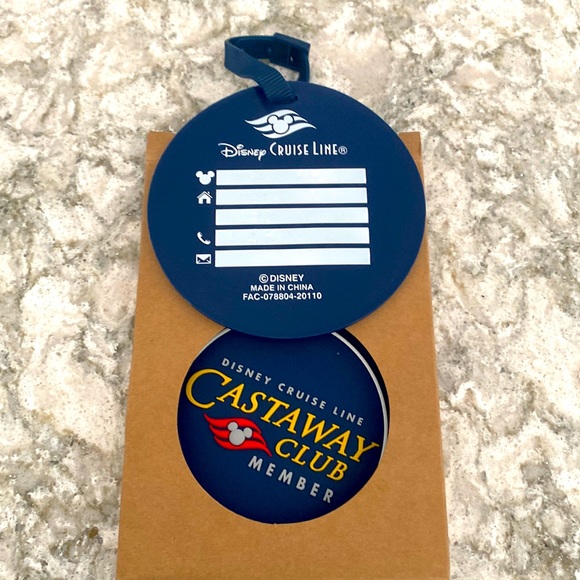 Disney CRUISE LINE®
©DISNEY
MADE IN CHINA
FAC-078804-20110
DISNEY CRUISE LINE
CASTAWAY
CLUB
MEMBER